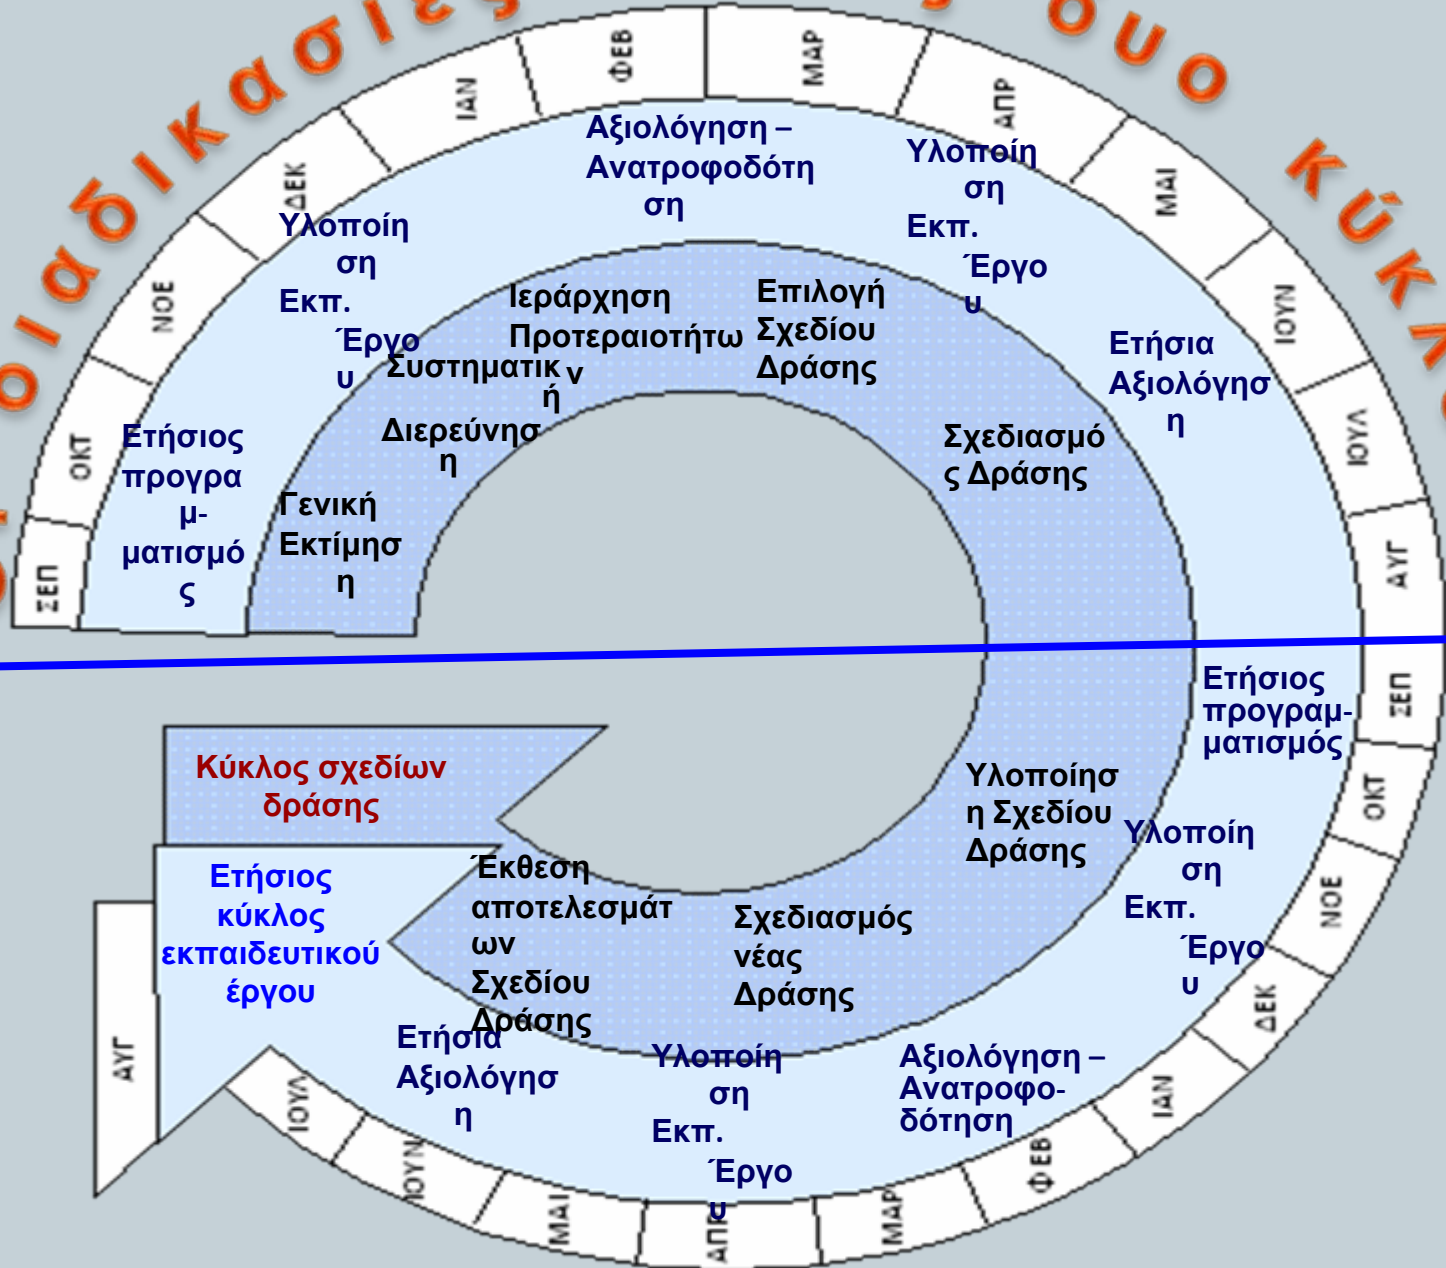 οιαδικασίες
δυο
κύκλ
ΣΕΠ
ΟΚΤ
ΝΟΕ
ΔΕΚ
ΙΑΝ
ΦΕΒ
ΜΑΡ
ΑΠΡ
ΜΑΙ
ΙΟΥΝ
ΙΟΥΛ
ΑΥΓ
Ετήσιος
προγρα
μ-
ματισμό
ς
Υλοποίη
ση
Εκπ.
Έργο
υ
Αξιολόγηση –
Ανατροφοδότη
ση
Υλοποίη
ση
Εκπ.
Έργο
υ
Ετήσια
Αξιολόγησ
η
Γενική
Εκτίμησ
η
Συστηματικ
ή
Διερεύνησ
η
Ιεράρχηση
Προτεραιοτήτω
ν
Επιλογή
Σχεδίου
Δράσης
Σχεδιασμό
ς Δράσης
ΣΕΠ
ΟΚΤ
ΝΟΕ
ΔΕΚ
ΙΑΝ
ΦΕΒ
ΜΑΡ
ΑΠΡ
ΜΑΙ
ΙΟΥΝ
ΙΟΥΛ
ΑΥΓ
Ετήσιος
προγραμ-
ματισμός
Υλοποίη
ση
Εκπ.
Έργο
υ
Αξιολόγηση –
Ανατροφο-
δότηση
Υλοποίη
ση
Εκπ.
Έργο
υ
Ετήσια
Αξιολόγησ
η
Υλοποίησ
η Σχεδίου
Δράσης
Σχεδιασμός
νέας
Δράσης
Έκθεση
αποτελεσμάτ
ων
Σχεδίου
Δράσης
Κύκλος σχεδίων
δράσης
Ετήσιος
κύκλος
εκπαιδευτικού
έργου